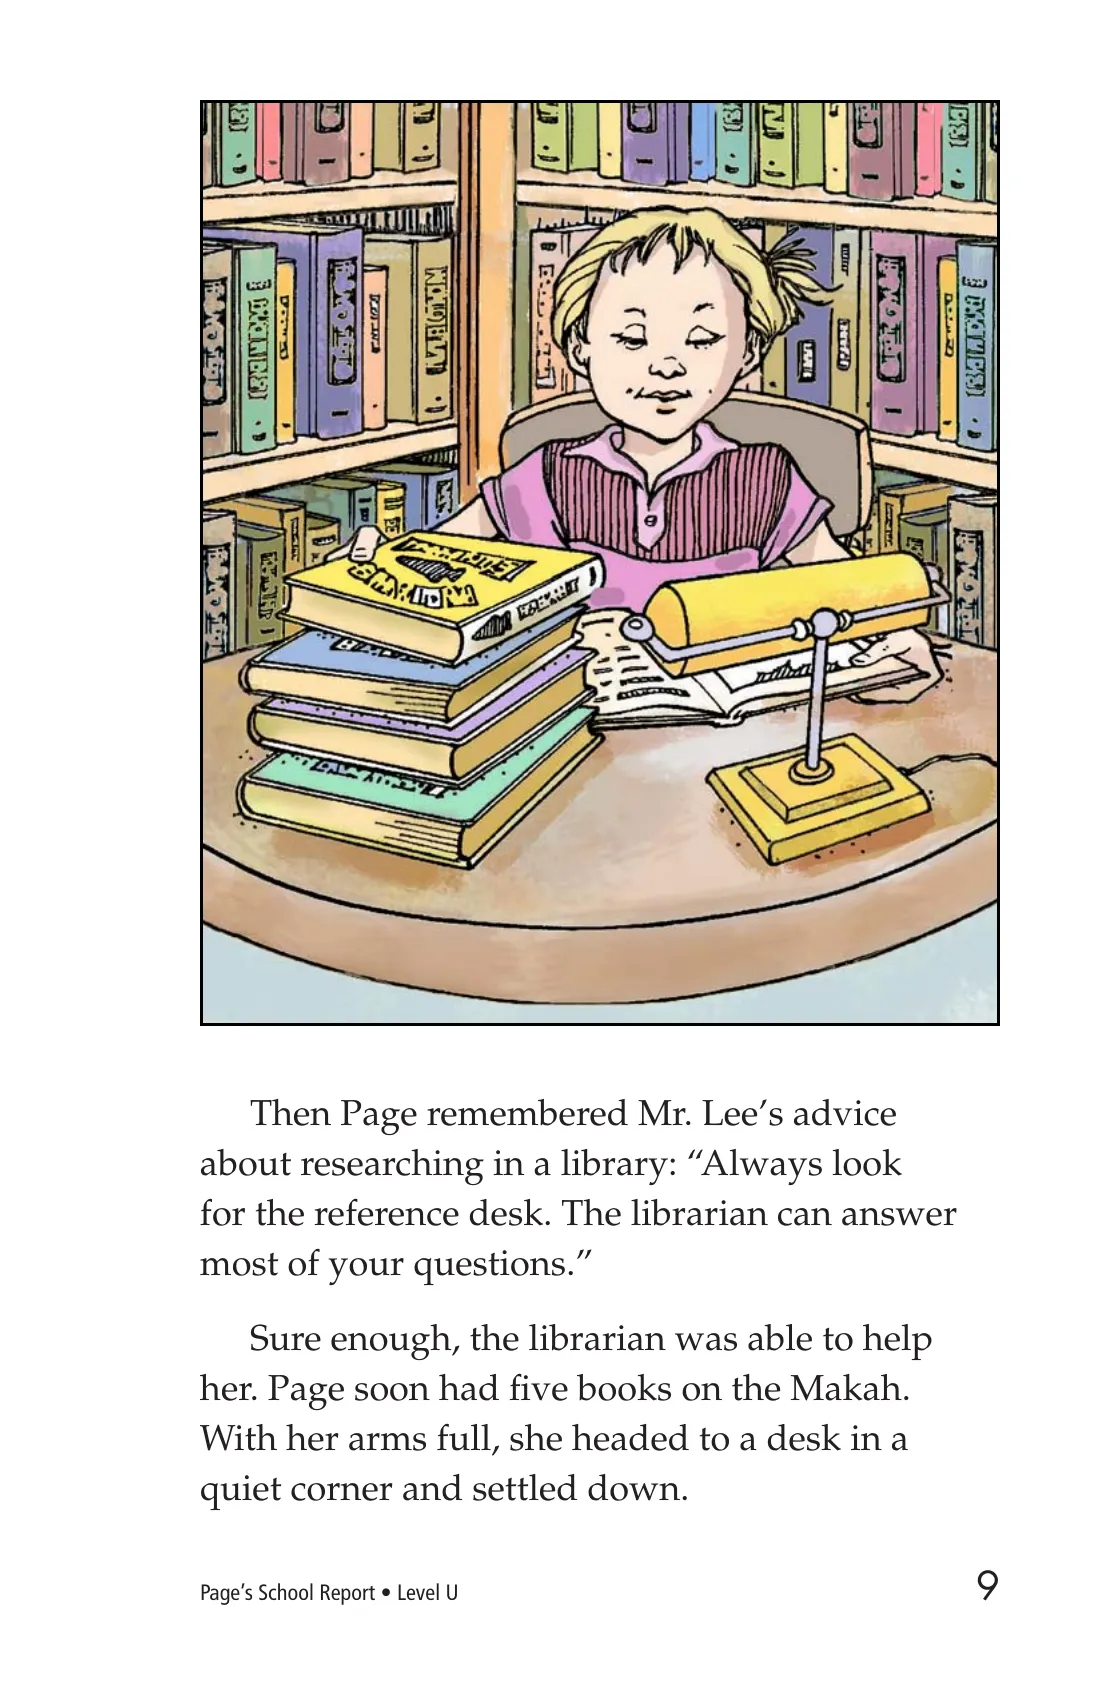 Then Page remembered Mr. Lee’s advice
about researching in a library: “Always look
for the reference desk. The librarian can answer
most of your questions.”
Sure enough, the librarian was able to help
her. Page soon had five books on the Makah.
With her arms full, she headed to a desk in a
quiet corner and settled down.
Page’s School Report • Level U
9